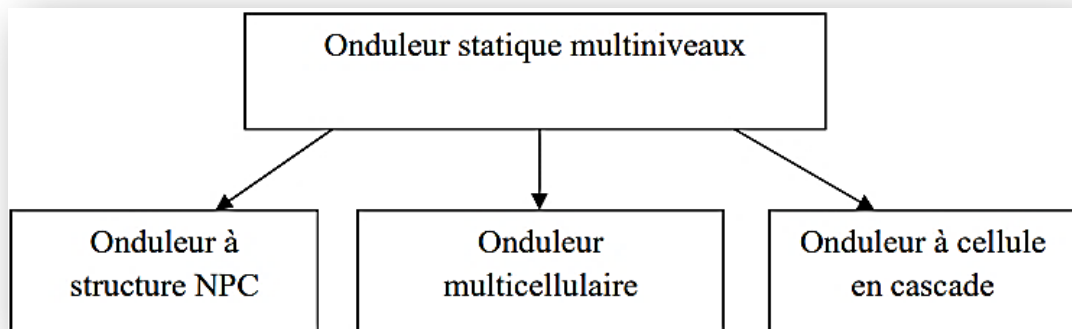 Onduleur statique multiniveaux
Onduleur à
structure NPC
Onduleur
multicellulaire
Onduleur à cellule
en cascade